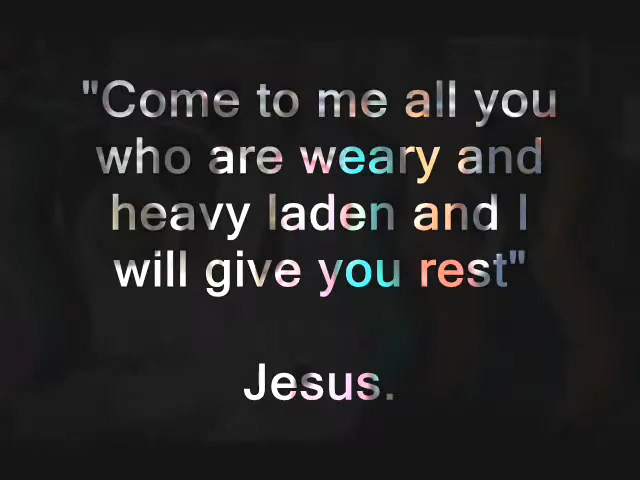 "Come to me all you
who are weary and
heavy laden and I
will give you rest"
Jesus.